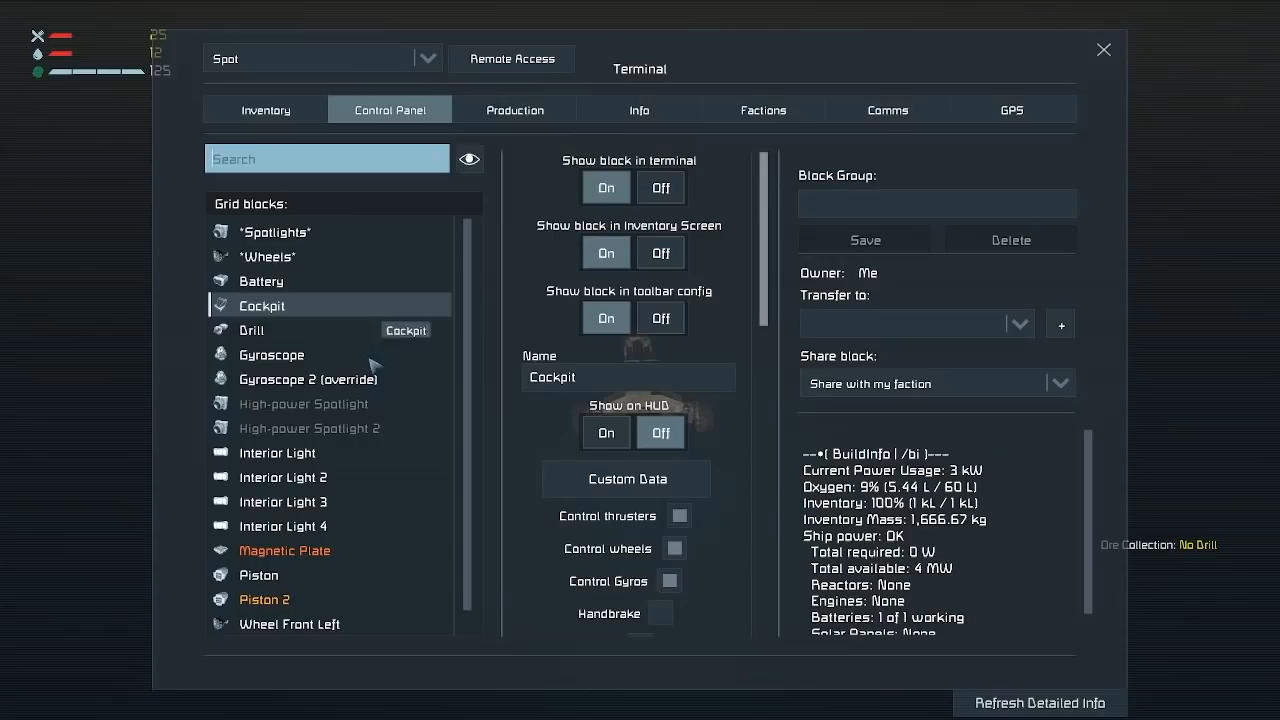 25
12
125
Spot
Remote Access
Terminal
Inventory
Control Panel
Production
Info
Factions
Comms
GPS
Search
Grid blocks:
*Spotlights*
*Wheels*
Battery
Cockpit
Drill
Cockpit
Gyroscope
Gyroscope 2 (override)
High-power Spotlight
High-power Spotlight 2
Interior Light
Interior Light 2
Interior Light 3
Interior Light 4
Magnetic Plate
Piston
Piston 2
Wheel Front Left
Show block in terminal
On Off
Show block in Inventory Screen
On Off
Show block in toolbar config
On Off
Name
Cockpit
Show on HUD
On Off
Custom Data
Control thrusters
Control wheels
Control Gyros
Handbrake
Block Group:
Save
Delete
Owner: Me
Transfer to:
+
Share block:
Share with my faction
--•( BuildInfo | /bi )---
Current Power Usage: 3 kW
Oxygen: 9% (5.44 L / 60 L)
Inventory: 100% (1 kL / 1 kL)
Inventory Mass: 1,666.67 kg
Ship power: OK
Total required: 0 W
Total available: 4 MW
Reactors: None
Engines: None
Batteries: 1 of 1 working
Solar Panels: None
Ore Collection: No Drill
Refresh Detailed Info